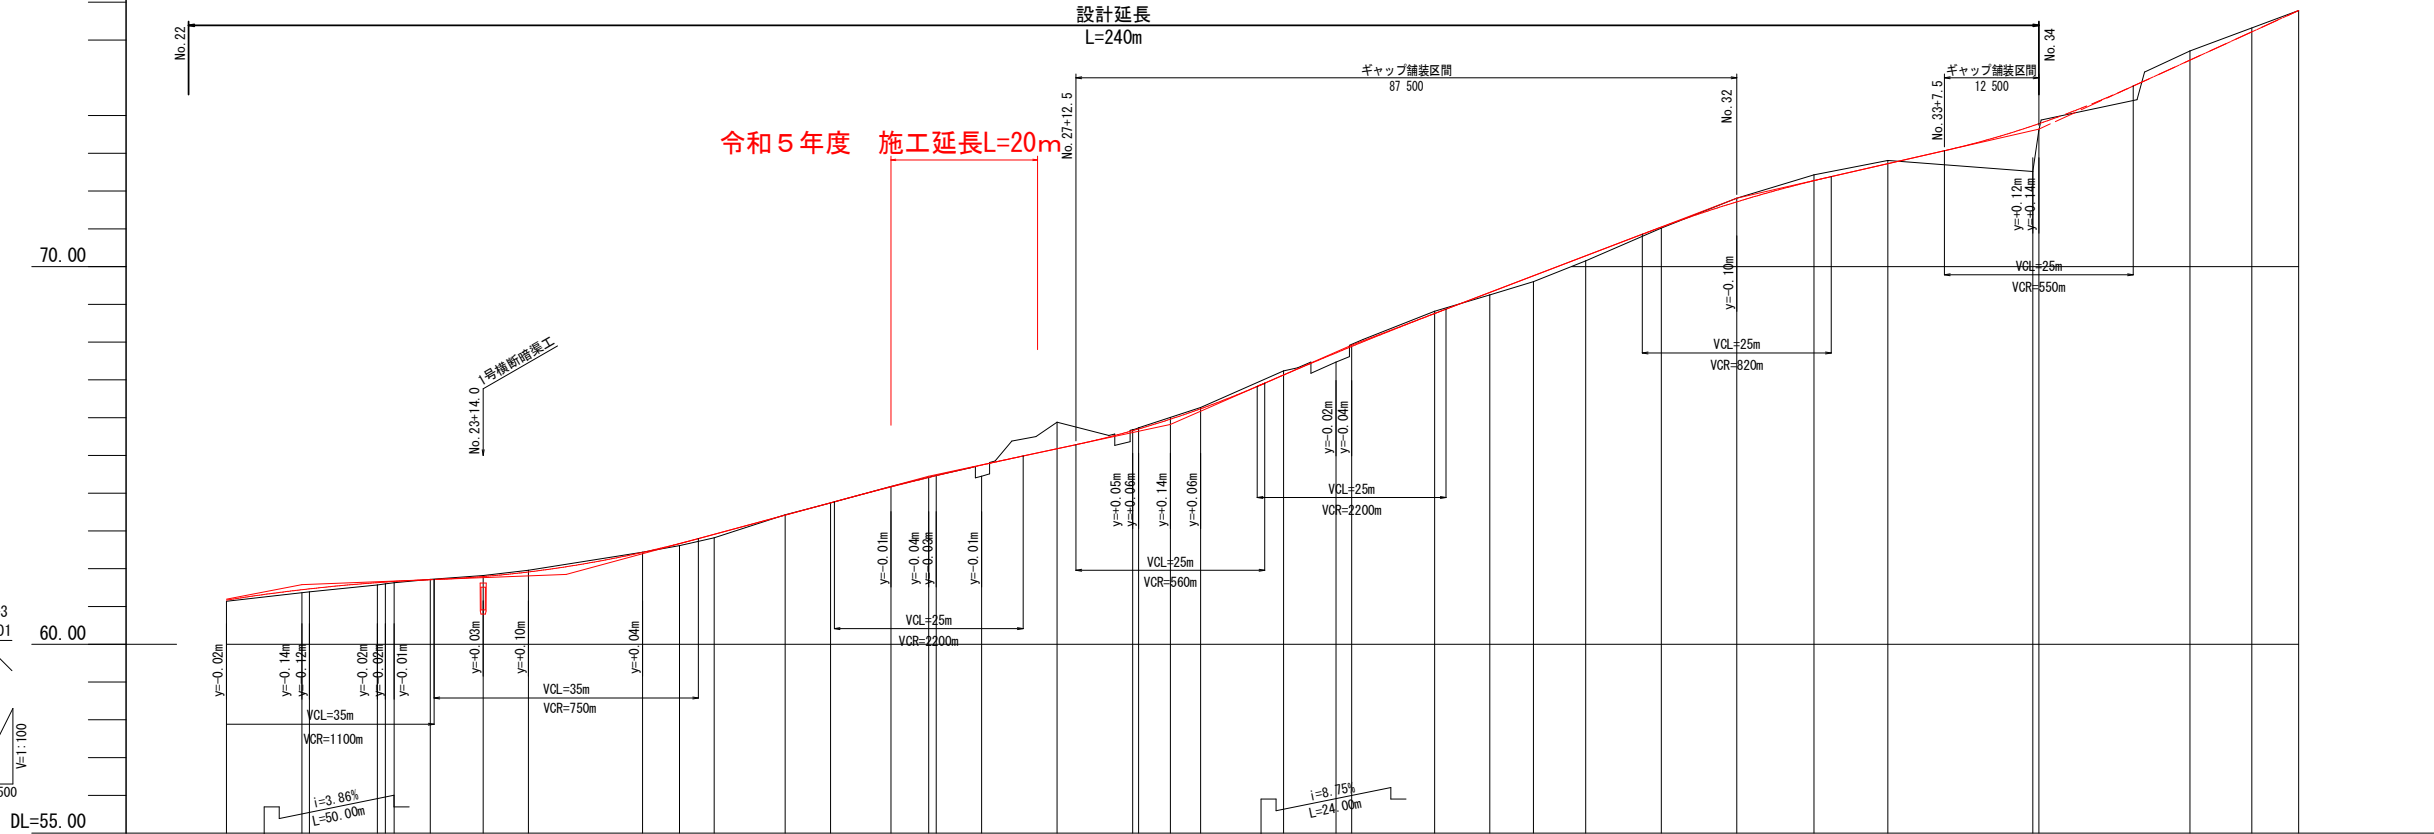 設計延長
L=240m
No.22
No.34
ギャップ舗装区間
87 500
ギャップ舗装区間
12 500
No.27+12.5
No.32
No.33+7.5
令和５年度　施工延長L=20m
y=+0.12m
y=+0.14m
70.00
VCL=25m
VCR=550m
y=-0.10m
VCL=25m
VCR=820m
1号横断暗渠工
No.23+14.0
y=-0.02m
y=-0.04m
VCL=25m
VCR=2200m
y=+0.05m
y=+0.06m
y=+0.14m
y=+0.06m
y=-0.01m
y=-0.04m
y=-0.03m
y=-0.01m
VCL=25m
VCR=560m
VCL=25m
VCR=2200m
60.00
y=-0.02m
y=-0.14m
y=-0.12m
y=-0.02m
y=-0.02m
y=-0.01m
y=+0.03m
y=+0.10m
y=+0.04m
VCL=35m
VCR=750m
VCL=35m
VCR=1100m
V=1:100
i=3.86%
L=50.00m
i=8.75%
L=24.00m
DL=55.00